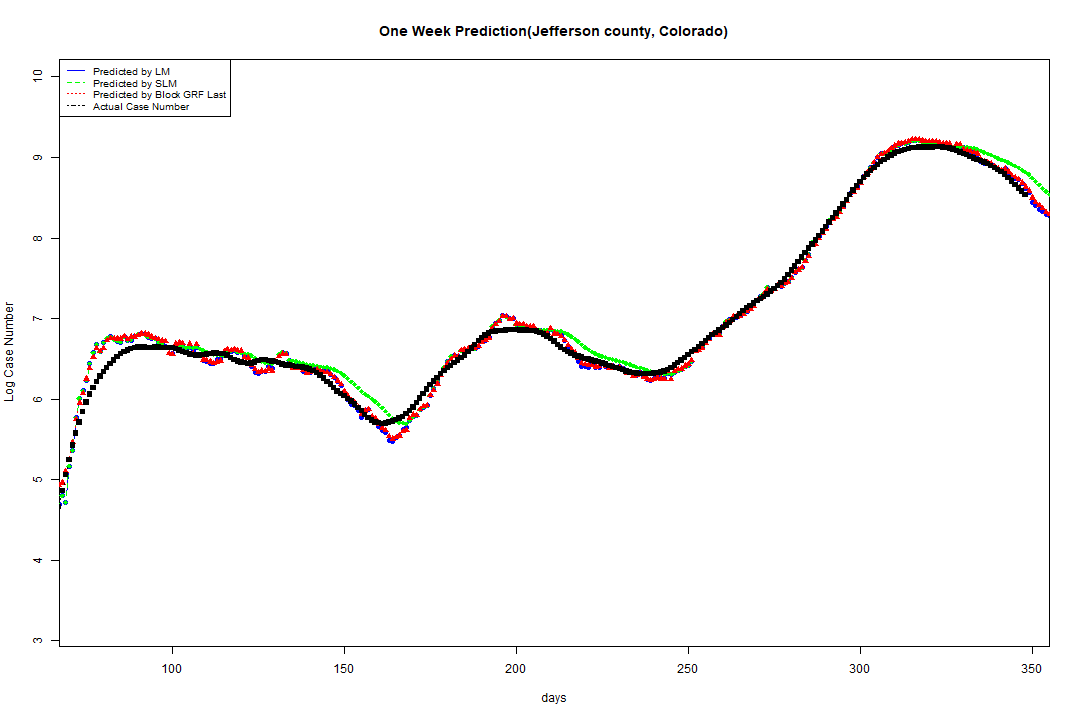 One Week Prediction(Jefferson county, Colorado)
Predicted by LM
Predicted by SLM
Predicted by Block GRF Last
Actual Case Number
10
9
8
7
6
5
4
3
Log Case Number
100 150 200 250 300 350
days